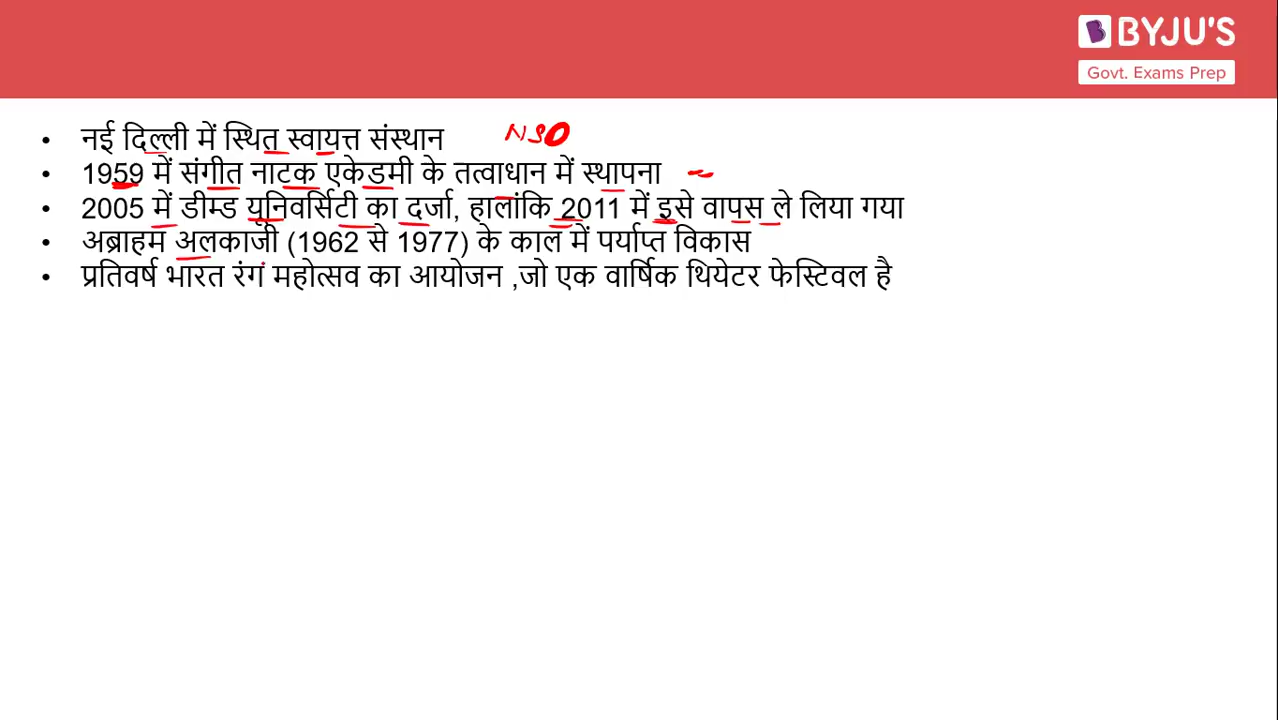 BYJU'S
Govt. Exams Prep
• नई दिल्ली में स्थित स्वायत्त संस्थान NSD
• 1959 में संगीत नाटक एकेडमी के तत्वाधान में स्थापना
• 2005 में डीम्ड यूनिवर्सिटी का दर्जा, हालांकि 2011 में इसे वापस ले लिया गया
• अब्राहम अलकाजी (1962 से 1977) के काल में पर्याप्त विकास
• प्रतिवर्ष भारत रंगं महोत्सव का आयोजन ,जो एक वार्षिक थियेटर फेस्टिवल है